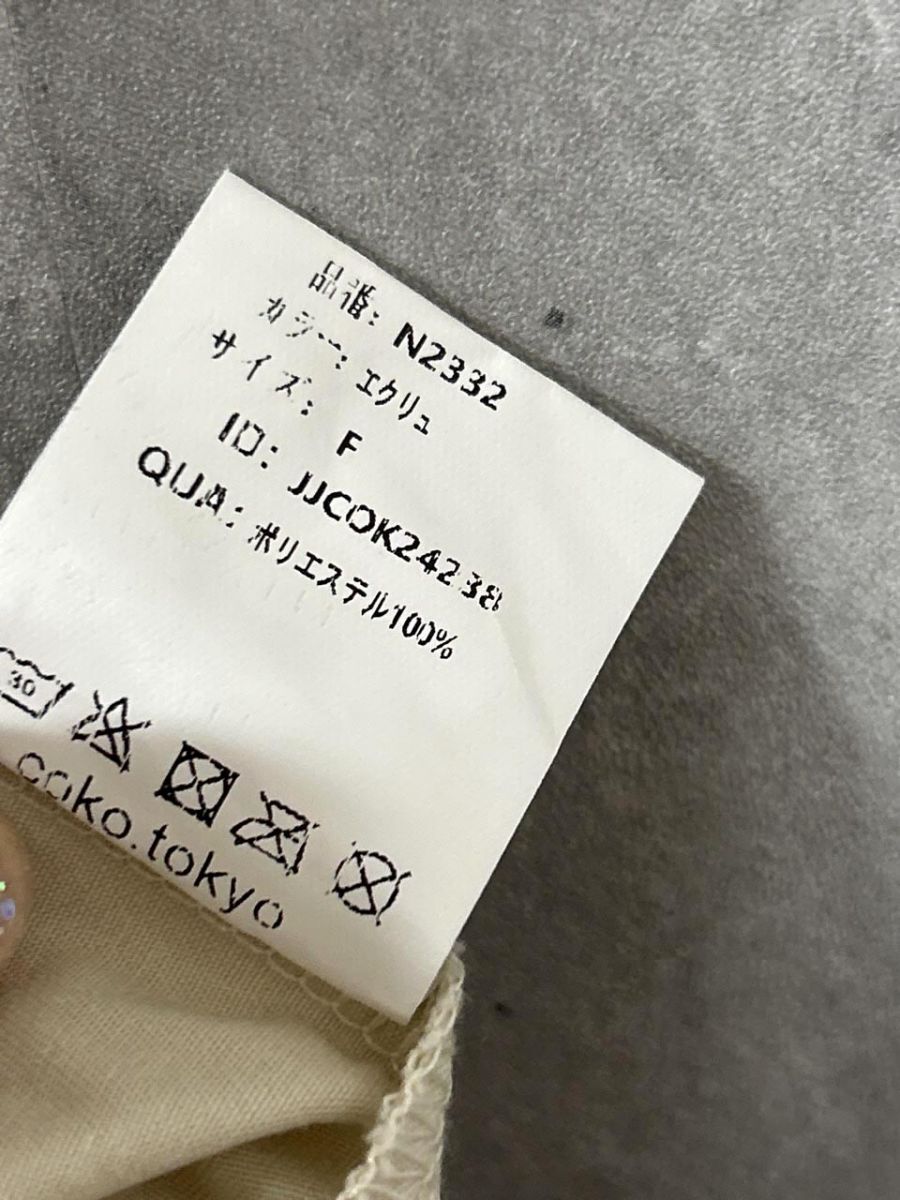 品番: N2332
カラー: エクリュ
サイズ: F
ID: JJCOK24238
QUA: ポリエステル100%
30
coko.tokyo